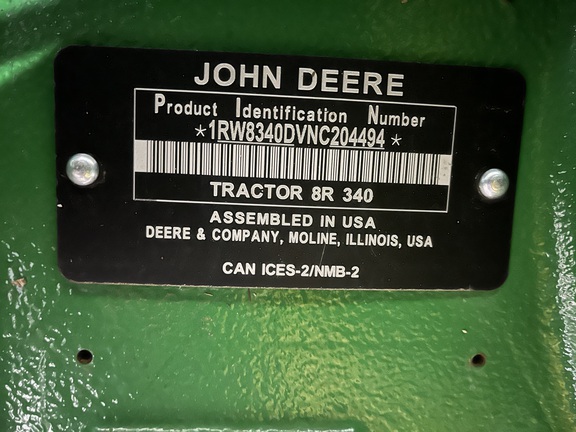 JOHN DEERE
Product Identification Number
*1RW8340DVNC204494*
TRACTOR 8R 340
ASSEMBLED IN USA
DEERE & COMPANY, MOLINE, ILLINOIS, USA
CAN ICES-2/NMB-2